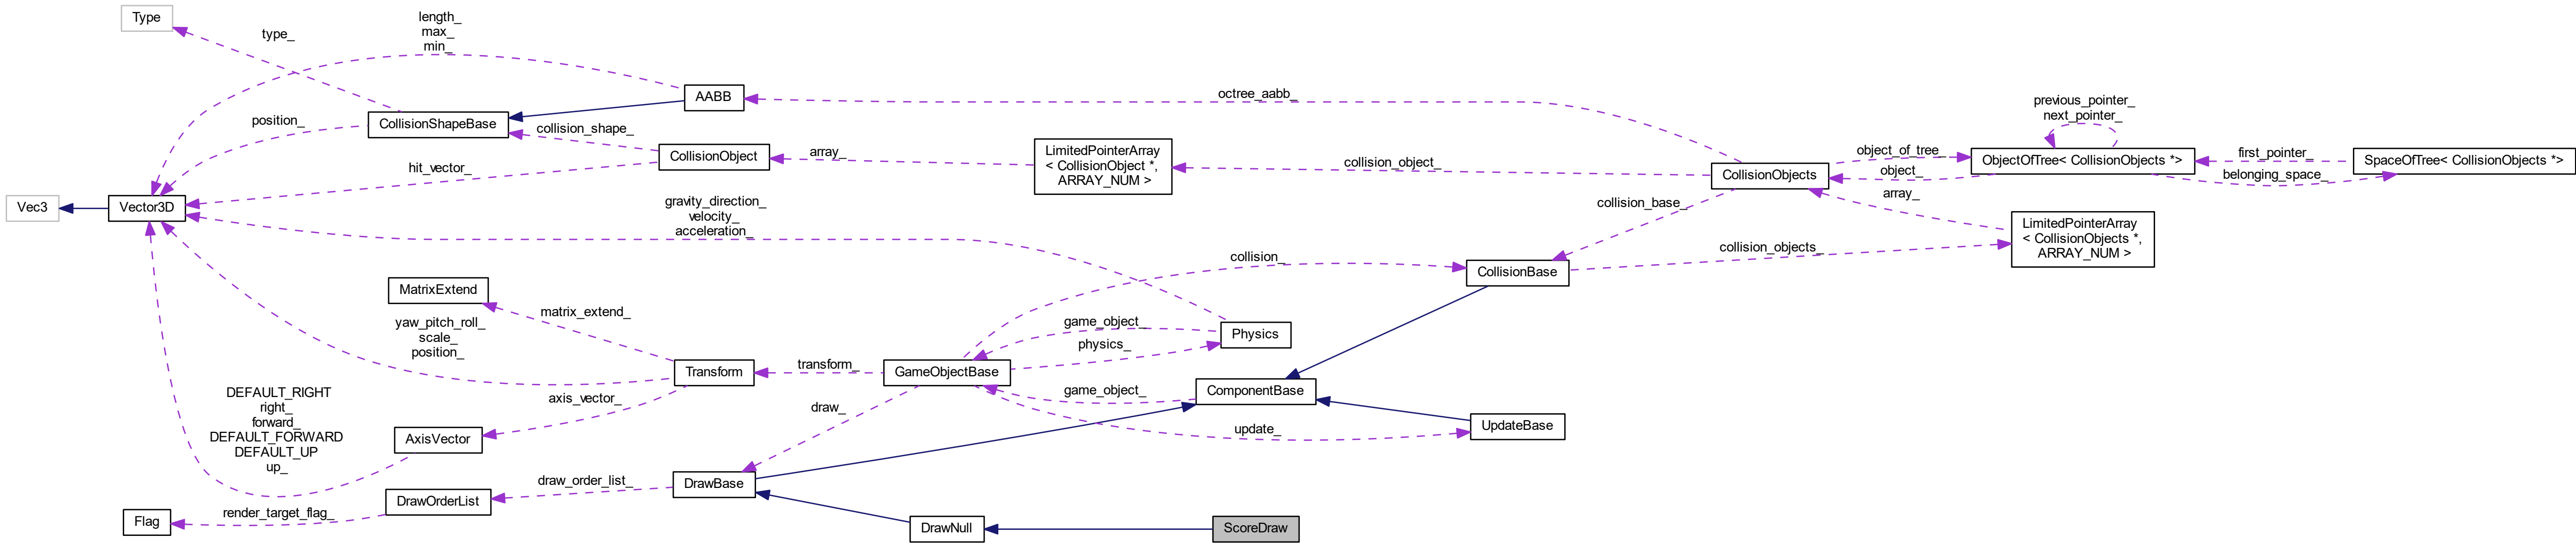 Type
type_
length_
max_
min_
AABB
octree_aabb_
CollisionShapeBase
position_
collision_shape_
CollisionObject
array_
LimitedPointerArray
< CollisionObject *,
ARRAY_NUM >
collision_object_
CollisionObjects
object_of_tree_
object_
previous_pointer_
next_pointer_
ObjectOfTree< CollisionObjects *>
first_pointer_
belonging_space_
SpaceOfTree< CollisionObjects *>
hit_vector_
Vec3
Vector3D
gravity_direction_
velocity_
acceleration_
collision_base_
array_
LimitedPointerArray
< CollisionObjects *,
ARRAY_NUM >
collision_objects_
collision_
CollisionBase
MatrixExtend
matrix_extend_
yaw_pitch_roll_
scale_
position_
Transform
transform_
GameObjectBase
game_object_
physics_
Physics
game_object_
ComponentBase
update_
UpdateBase
axis_vector_
draw_
DEFAULT_RIGHT
right_
forward_
DEFAULT_FORWARD
DEFAULT_UP
up_
AxisVector
DrawBase
draw_order_list_
DrawOrderList
render_target_flag_
Flag
DrawNull
ScoreDraw